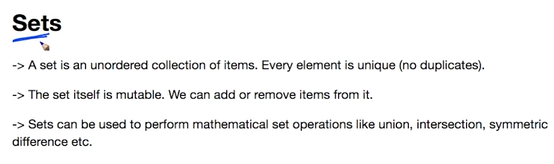 Sets
-> A set is an unordered collection of items. Every element is unique (no duplicates).
-> The set itself is mutable. We can add or remove items from it.
-> Sets can be used to perform mathematical set operations like union, intersection, symmetric
difference etc.